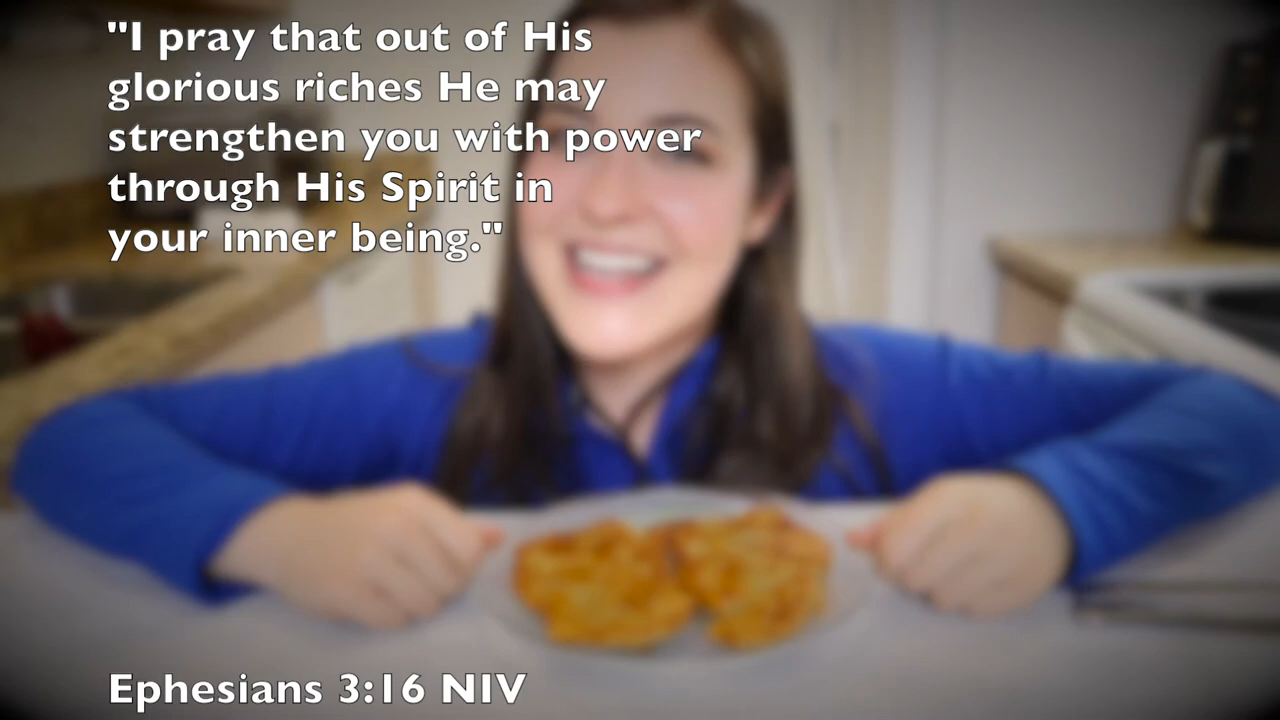 "I pray that out of His
glorious riches He may
strengthen you with power
through His Spirit in
your inner being."
Ephesians 3:16 NIV